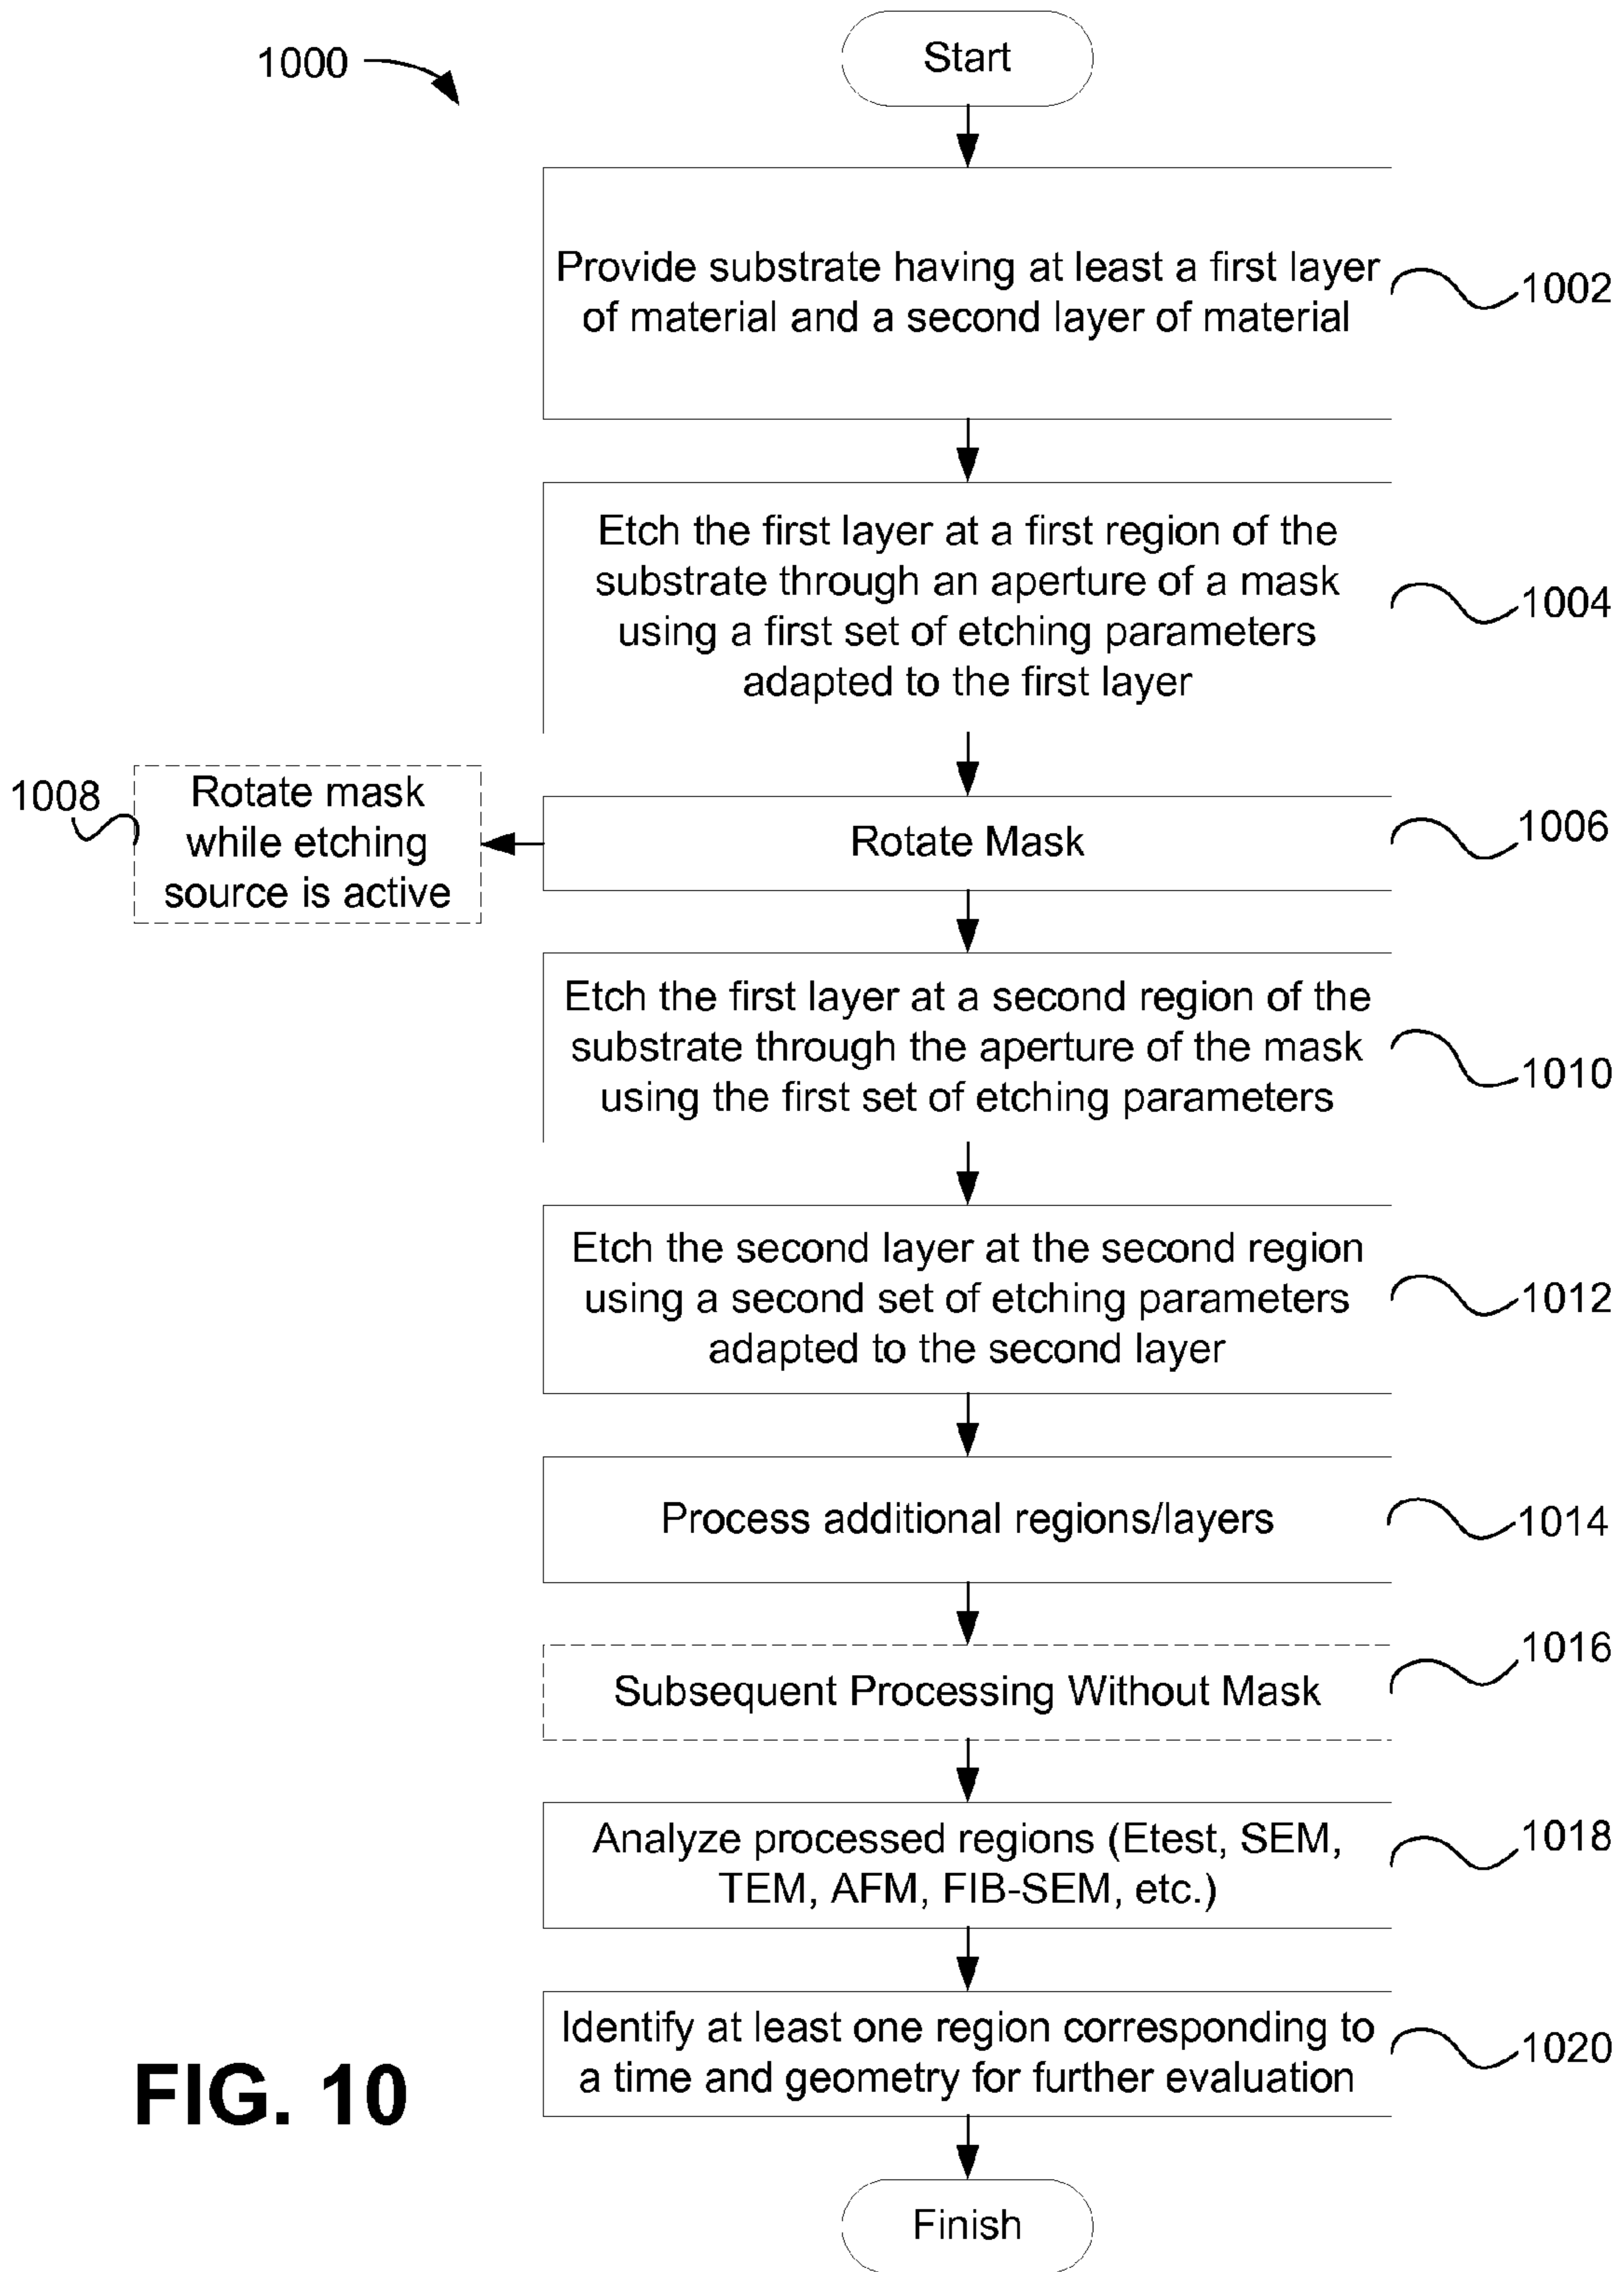 1000
Start
Provide substrate having at least a first layer
of material and a second layer of material
1002
Etch the first layer at a first region of the
substrate through an aperture of a mask
using a first set of etching parameters
adapted to the first layer
1004
1008
Rotate mask
while etching
source is active
Rotate Mask
1006
Etch the first layer at a second region of the
substrate through the aperture of the mask
using the first set of etching parameters
1010
Etch the second layer at the second region
using a second set of etching parameters
adapted to the second layer
1012
Process additional regions/layers
1014
Subsequent Processing Without Mask
1016
Analyze processed regions (Etest, SEM,
TEM, AFM, FIB-SEM, etc.)
1018
Identify at least one region corresponding to
a time and geometry for further evaluation
1020
FIG. 10
Finish